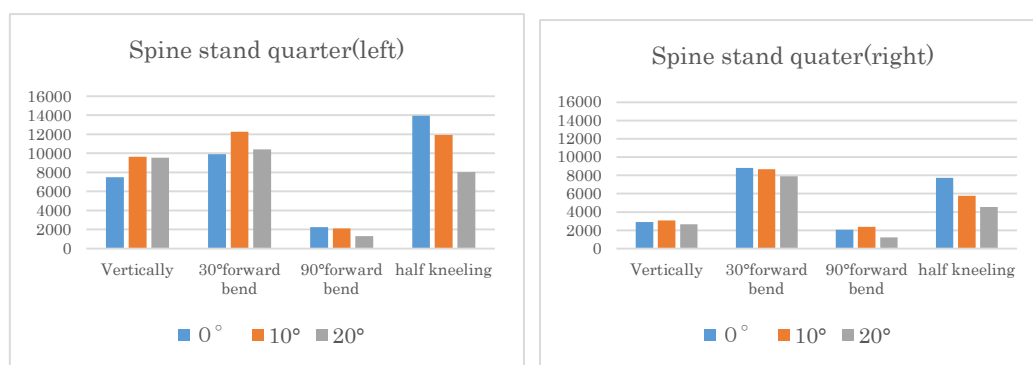 Spine stand quarter(left)
16000
14000
12000
10000
8000
6000
4000
2000
0
Vertically
30°forward
bend
90°forward
bend
half kneeling
0° 10° 20°
Spine stand quater(right)
16000
14000
12000
10000
8000
6000
4000
2000
0
Vertically
30°forward
bend
90°forward
bend
half kneeling
0° 10° 20°